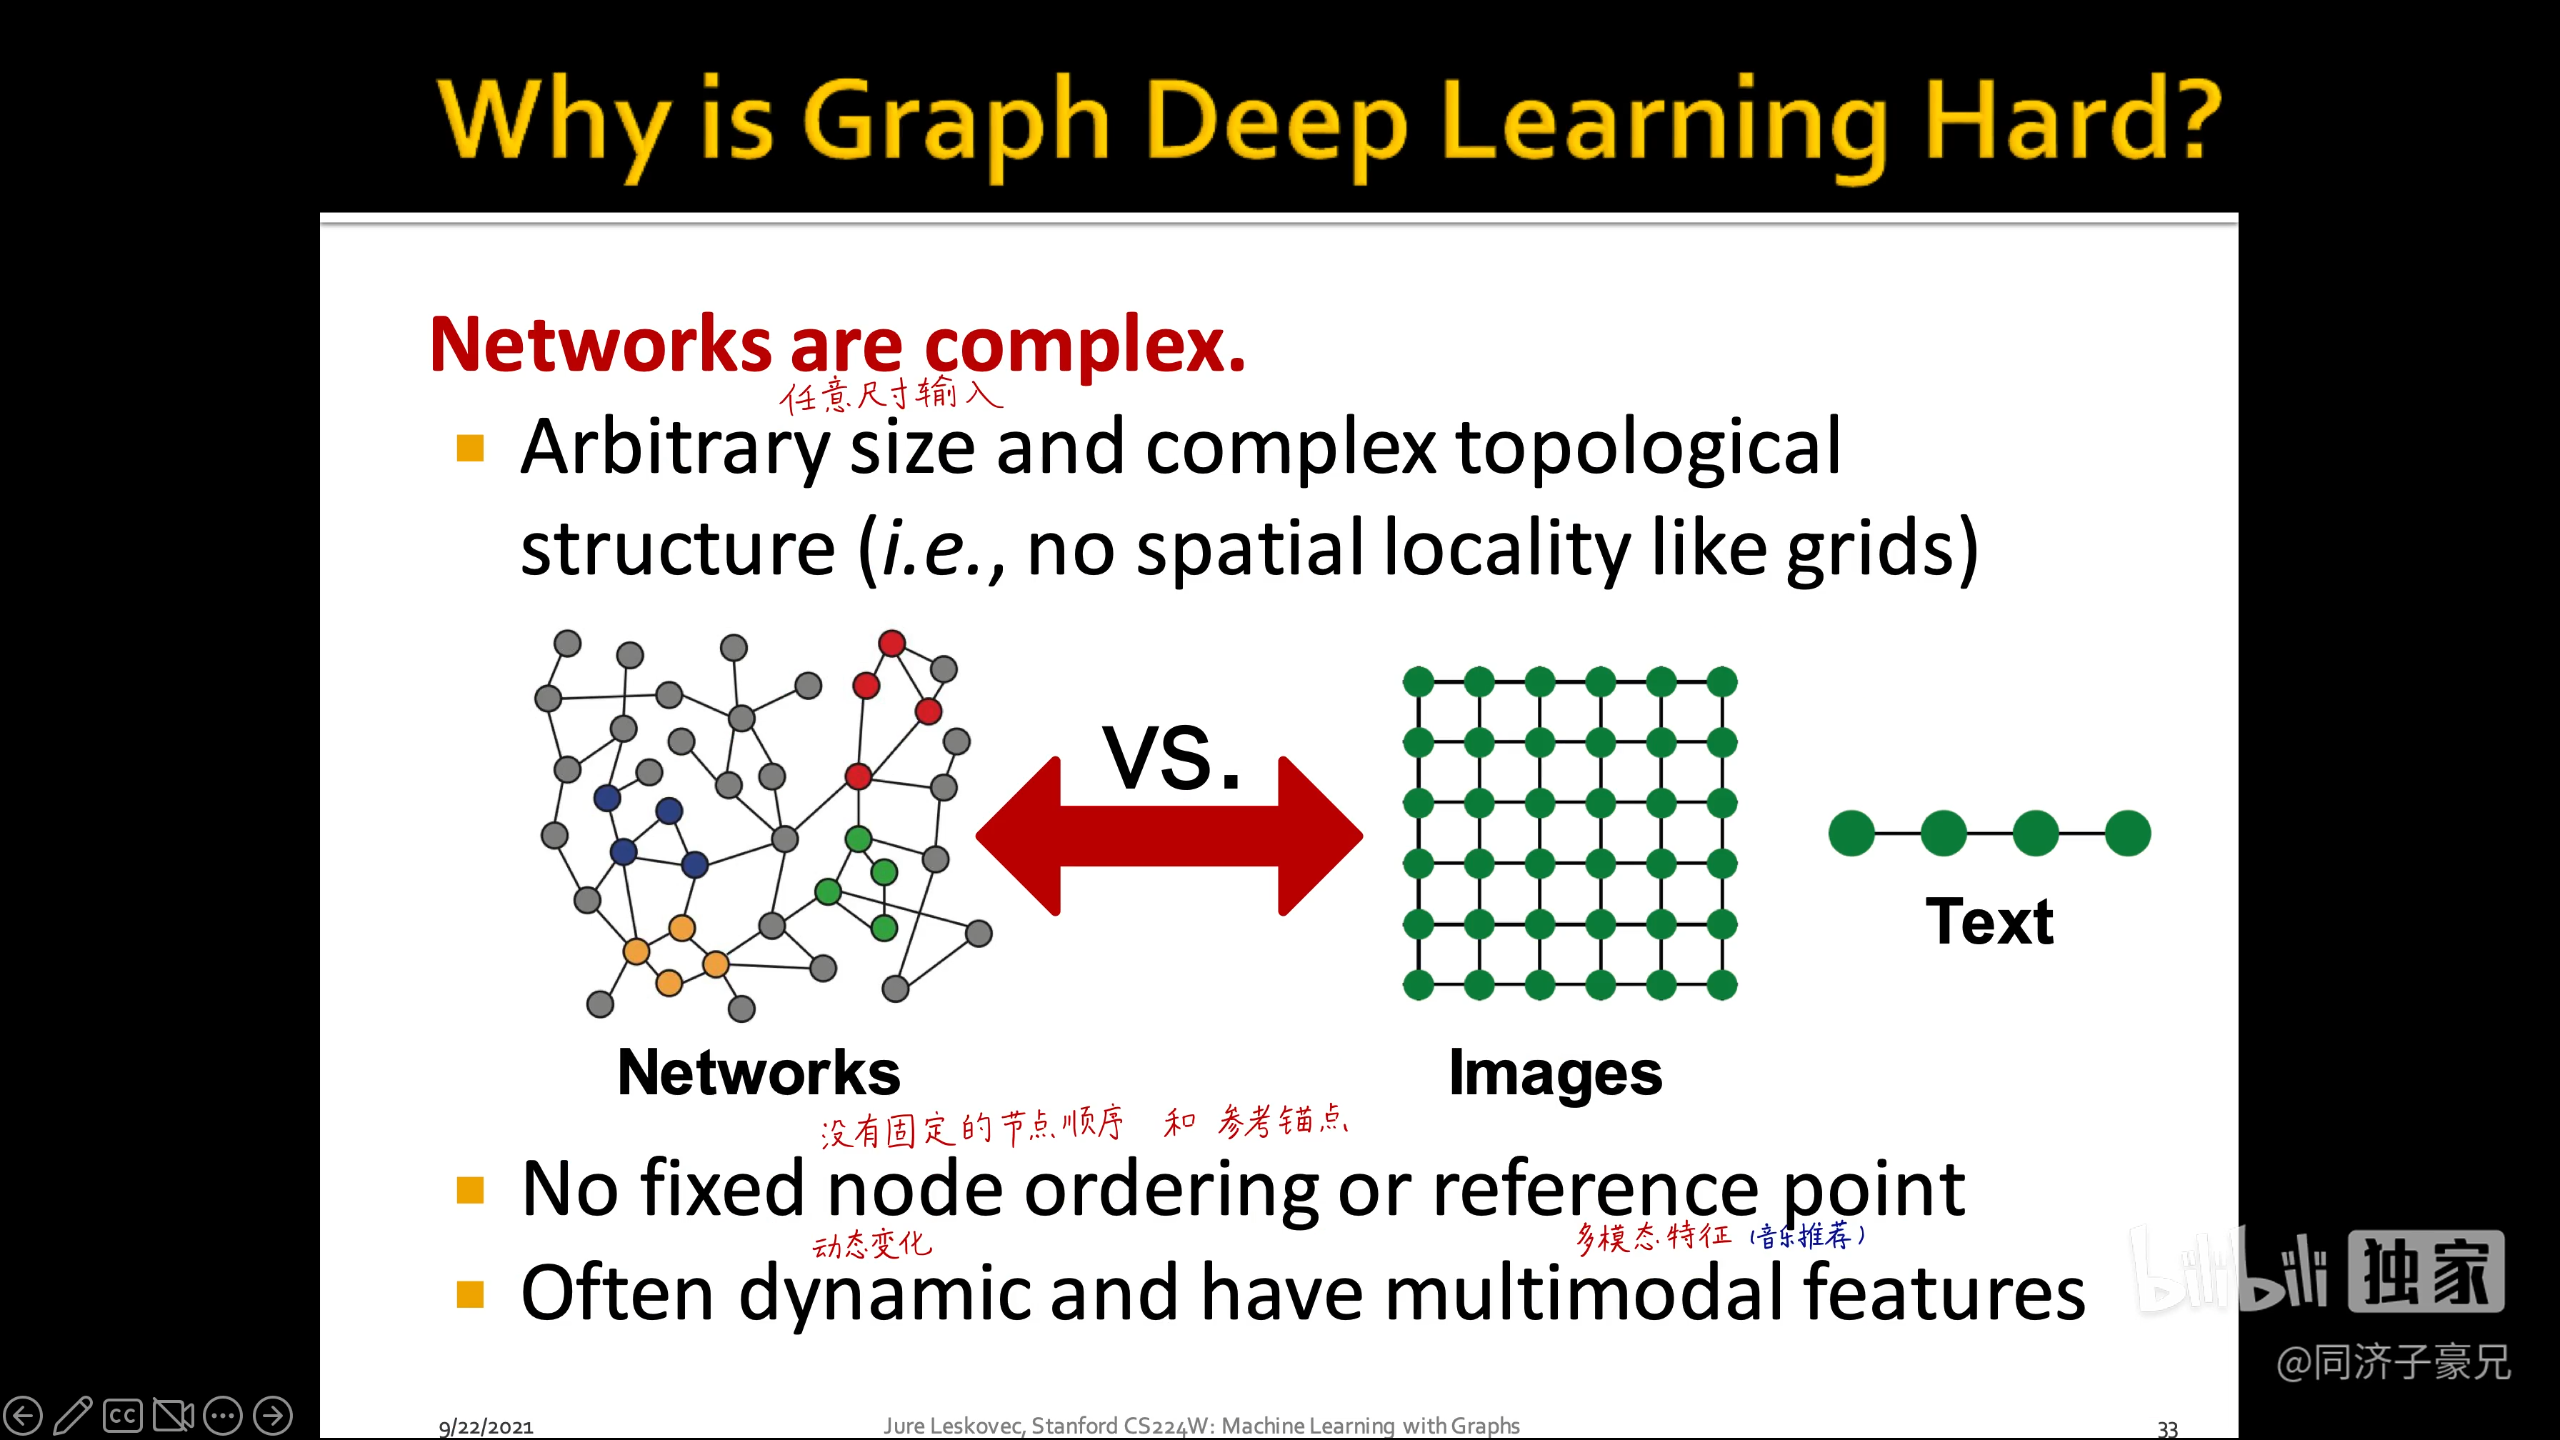 Why is Graph Deep Learning Hard?
Networks are complex.
任意尺寸输入
Arbitrary size and complex topological
structure (i.e., no spatial locality like grids)
vs.
Text
Networks
Images
没有固定的节点顺序 和 参考锚点
No fixed node ordering or reference point
动态变化
多模态特征 (音乐推荐)
Often dynamic and have multimodal features
bilibili 独家
@同济子豪兄
CC
9/22/2021
Jure Leskovec, Stanford CS224W: Machine Learning with Graphs
33